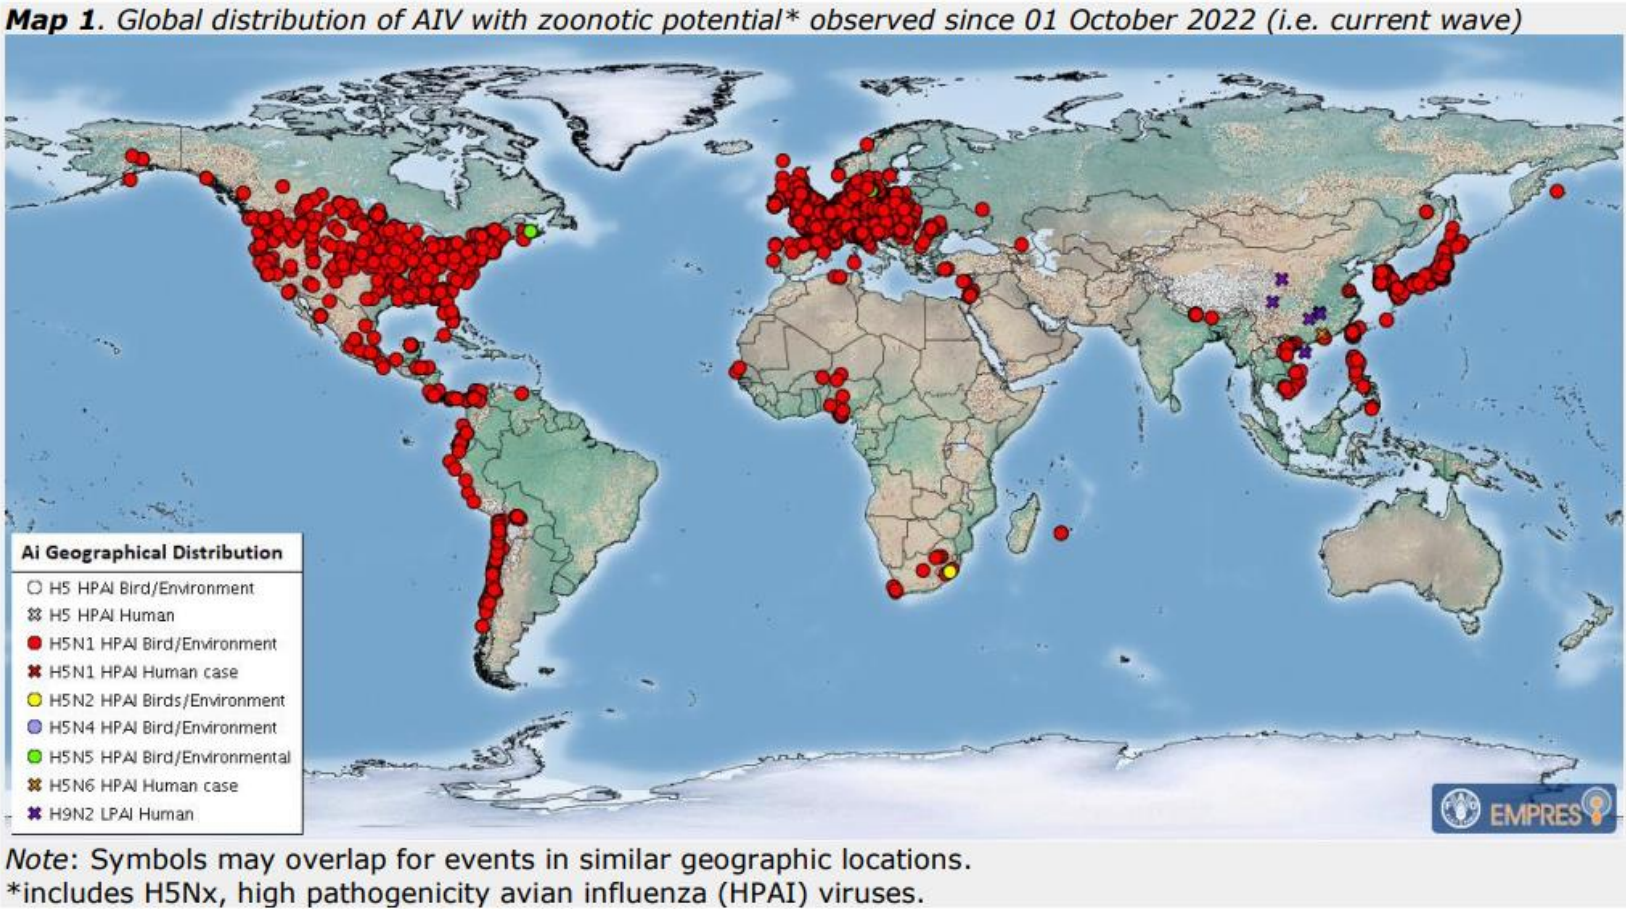 Map 1. Global distribution of AIV with zoonotic potential* observed since 01 October 2022 (i.e. current wave)
Ai Geographical Distribution
H5 HPAI Bird/Environment
H5 HPAI Human
H5N1 HPAI Bird/Environment
H5N1 HPAI Human case
H5N2 HPAI Birds/Environment
H5N4 HPAI Bird/Environment
H5N5 HPAI Bird/Environmental
H5N6 HPAI Human case
H9N2 LPAI Human
EMPRES
Note: Symbols may overlap for events in similar geographic locations.
*includes H5Nx, high pathogenicity avian influenza (HPAI) viruses.